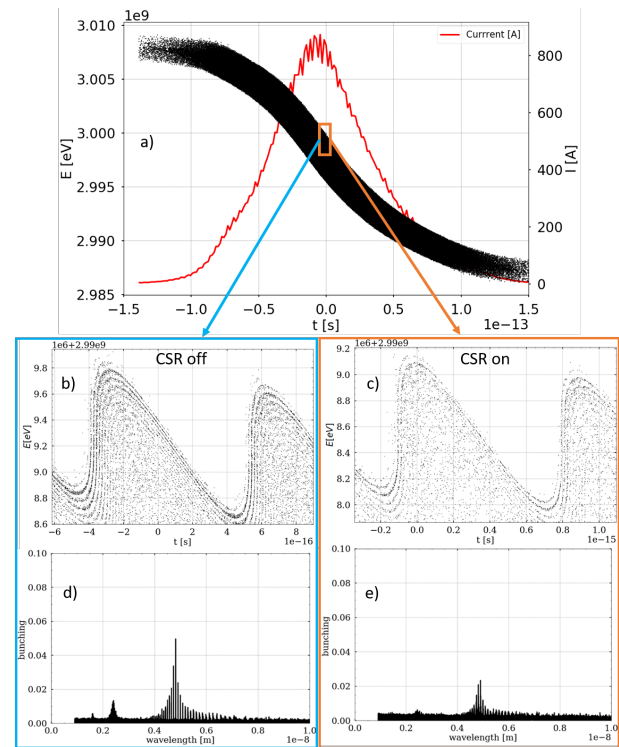 1e9
3.010
3.005
3.000
2.995
2.990
2.985
E [eV]
a)
Currrent [A]
800
600
400
200
0
I [A]
−1.5 −1.0 −0.5 0.0 0.5 1.0 1.5
t [s] 1e−13
1e6+2.99e9
CSR off
b)
9.8
9.6
9.4
9.2
9.0
8.8
8.6
E[eV]
−6 −4 −2 0 2 4 6 8
t [s] 1e−16
1e6+2.99e9
CSR on
c)
9.2
9.0
8.8
8.6
8.4
8.2
8.0
E[eV]
−0.2 0.0 0.2 0.4 0.6 0.8 1.0
t [s] 1e−15
d)
0.10
0.08
0.06
0.04
0.02
0.00
bunching
0.0 0.2 0.4 0.6 0.8 1.0
wavelength [m] 1e−8
e)
0.10
0.08
0.06
0.04
0.02
0.00
bunching
0.0 0.2 0.4 0.6 0.8 1.0
wavelength [m] 1e−8